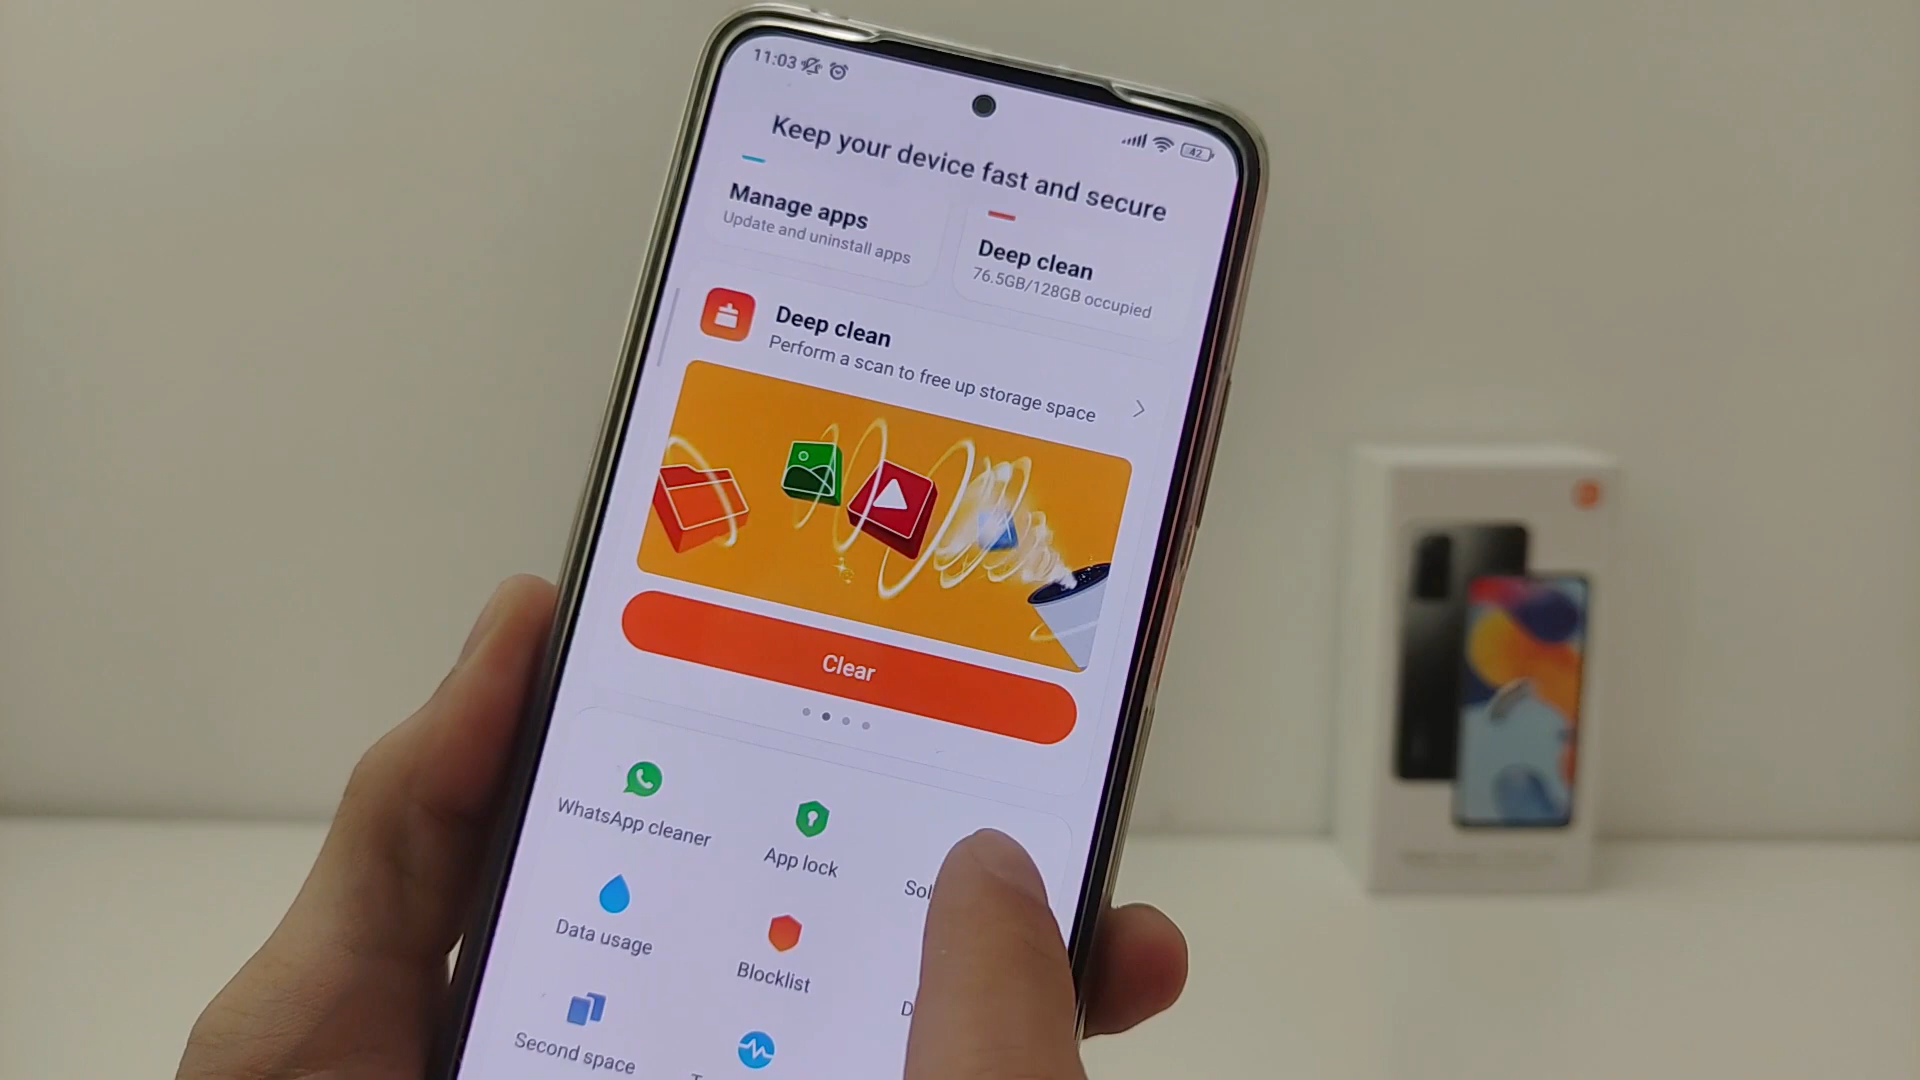 11:03
42
Keep your device fast and secure
Manage apps
Update and uninstall apps
Deep clean
76.5GB/128GB occupied
Deep clean
Perform a scan to free up storage space
Clear
WhatsApp cleaner
App lock
Data usage
Blocklist
Second space